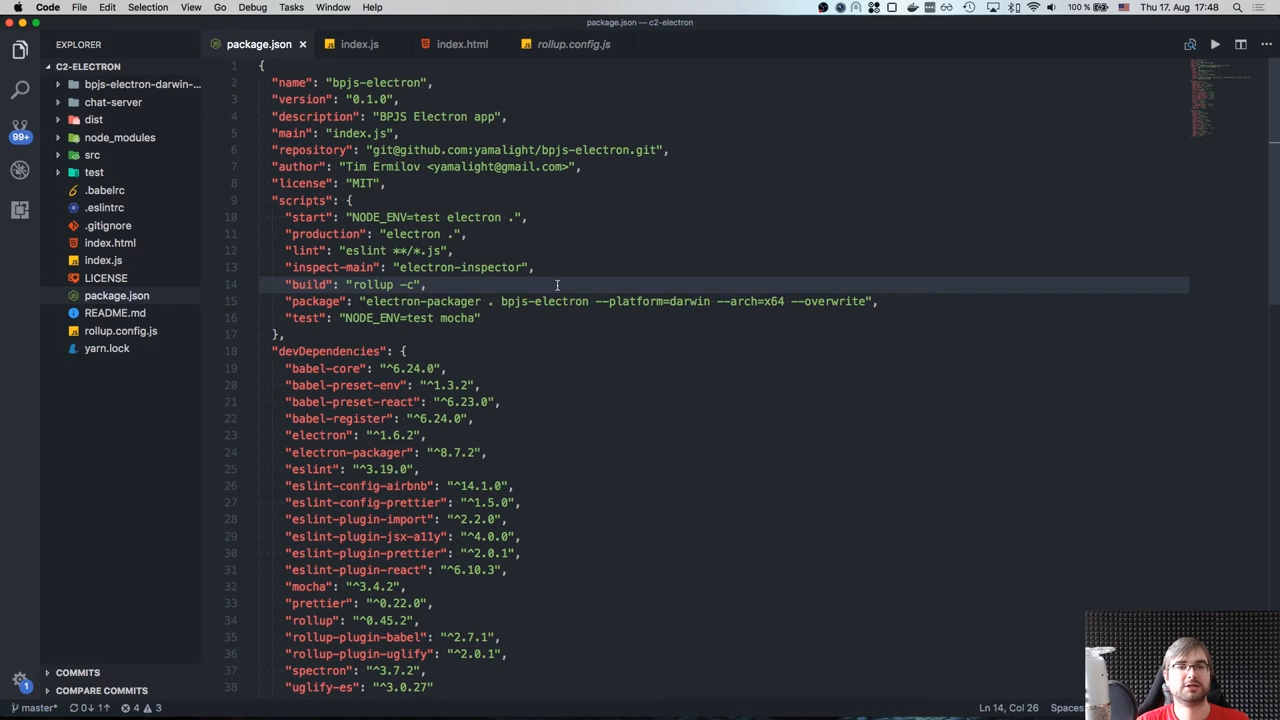 Code File Edit Selection View Go Debug Tasks Window Help
100 % Thu 17. Aug 17:48
package.json — c2-electron
EXPLORER
C2-ELECTRON
bpjs-electron-darwin-...
chat-server
dist
node_modules
src
test
.babelrc
.eslintrc
.gitignore
index.html
index.js
LICENSE
package.json
README.md
rollup.config.js
yarn.lock
COMMITS
COMPARE COMMITS
99+
1
package.json index.js index.html rollup.config.js
1 {
2 "name": "bpjs-electron",
3 "version": "0.1.0",
4 "description": "BPJS Electron app",
5 "main": "index.js",
6 "repository": "git@github.com:yamalight/bpjs-electron.git",
7 "author": "Tim Ermilov <yamalight@gmail.com>",
8 "license": "MIT",
9 "scripts": {
10 "start": "NODE_ENV=test electron .",
11 "production": "electron .",
12 "lint": "eslint **/*.js",
13 "inspect-main": "electron-inspector",
14 "build": "rollup -c",
15 "package": "electron-packager . bpjs-electron --platform=darwin --arch=x64 --overwrite",
16 "test": "NODE_ENV=test mocha"
17 },
18 "devDependencies": {
19 "babel-core": "^6.24.0",
20 "babel-preset-env": "^1.3.2",
21 "babel-preset-react": "^6.23.0",
22 "babel-register": "^6.24.0",
23 "electron": "^1.6.2",
24 "electron-packager": "^8.7.2",
25 "eslint": "^3.19.0",
26 "eslint-config-airbnb": "^14.1.0",
27 "eslint-config-prettier": "^1.5.0",
28 "eslint-plugin-import": "^2.2.0",
29 "eslint-plugin-jsx-a11y": "^4.0.0",
30 "eslint-plugin-prettier": "^2.0.1",
31 "eslint-plugin-react": "^6.10.3",
32 "mocha": "^3.4.2",
33 "prettier": "^0.22.0",
34 "rollup": "^0.45.2",
35 "rollup-plugin-babel": "^2.7.1",
36 "rollup-plugin-uglify": "^2.0.1",
37 "spectron": "^3.7.2",
38 "uglify-es": "^3.0.27"
master* 0↓ 1↑ 4 3
Ln 14, Col 26 Spaces: